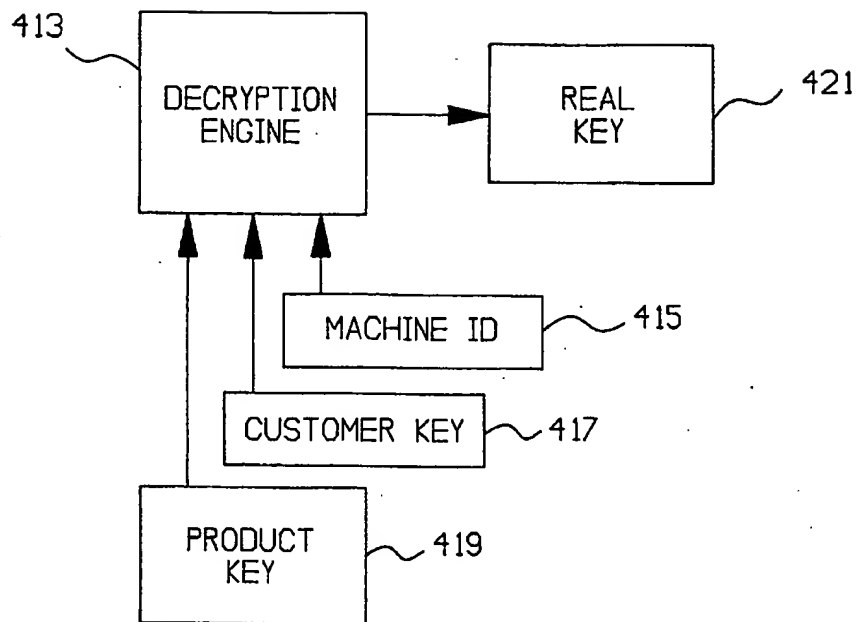 413
DECRYPTION
ENGINE
REAL
KEY
421
MACHINE ID
415
CUSTOMER KEY
417
PRODUCT
KEY
419